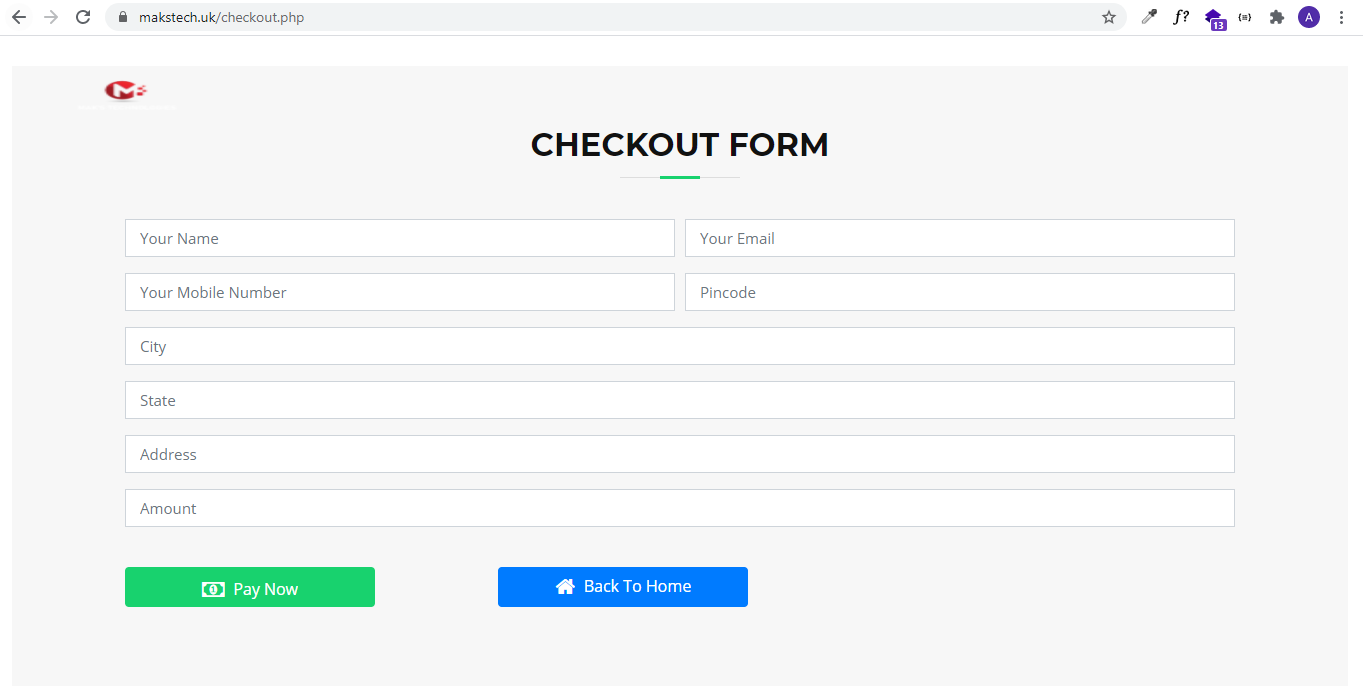 makstech.uk/checkout.php
f?
13
A
M
CHECKOUT FORM
Your Name
Your Email
Your Mobile Number
Pincode
City
State
Address
Amount
Pay Now
Back To Home